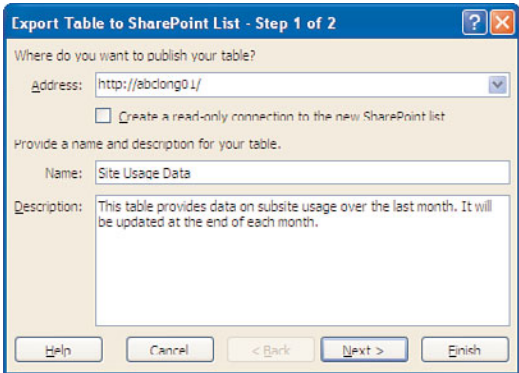 Export Table to SharePoint List - Step 1 of 2
Where do you want to publish your table?
Address: http://abclong01/
Create a read-only connection to the new SharePoint list
Provide a name and description for your table.
Name: Site Usage Data
Description: This table provides data on subsite usage over the last month. It will
be updated at the end of each month.
Help Cancel < Back Next > Finish